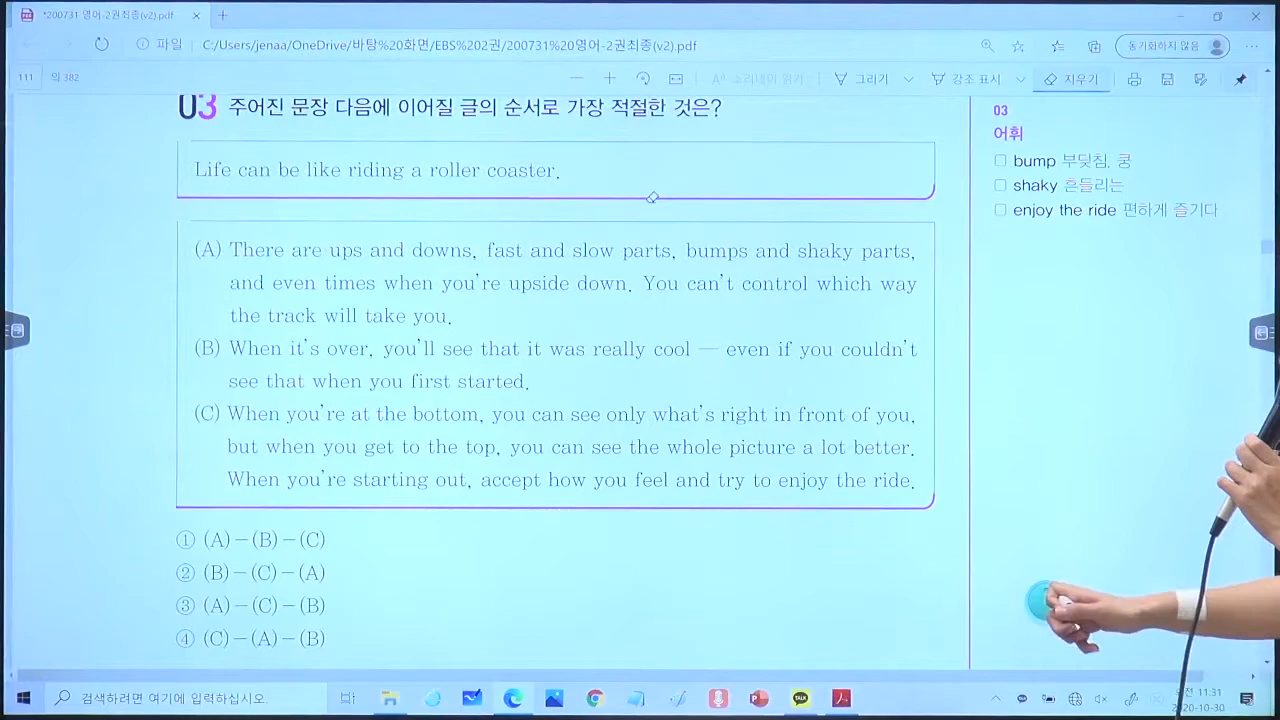 *200731 영어-2권최종(v2).pdf
파일 C:/Users/jenaa/OneDrive/바탕%20화면/EBS%202권/200731%20영어-2권최종(v2).pdf
동기화하지 않음
111 의 382
소리내어 읽기 그리기 강조 표시 지우기
03 주어진 문장 다음에 이어질 글의 순서로 가장 적절한 것은?
Life can be like riding a roller coaster.
(A) There are ups and downs, fast and slow parts, bumps and shaky parts,
and even times when you're upside down. You can't control which way
the track will take you.
(B) When it's over, you'll see that it was really cool — even if you couldn't
see that when you first started.
(C) When you're at the bottom, you can see only what's right in front of you,
but when you get to the top, you can see the whole picture a lot better.
When you're starting out, accept how you feel and try to enjoy the ride.
① (A)－(B)－(C)
② (B)－(C)－(A)
③ (A)－(C)－(B)
④ (C)－(A)－(B)
03
어휘
bump 부딪침, 쿵
shaky 흔들리는
enjoy the ride 편하게 즐기다
검색하려면 여기에 입력하십시오.
TALK
11:31
2020-10-30